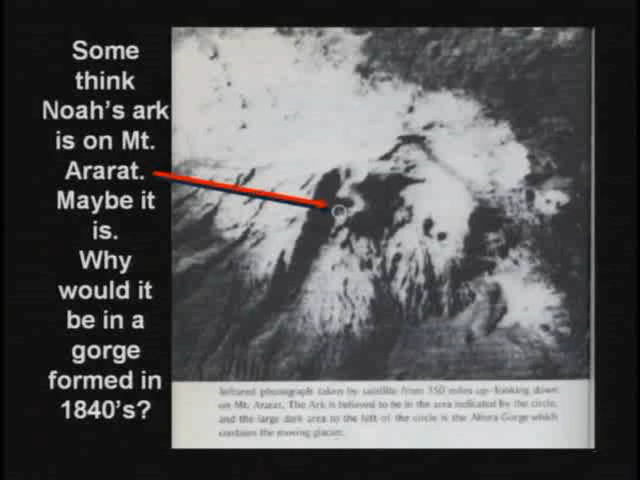 Some
think
Noah's ark
is on Mt.
Ararat.
Maybe it
is.
Why
would it
be in a
gorge
formed in
1840's?
Infrared photograph taken by satellite from 150 miles up—looking down
on Mt. Ararat. The Ark is believed to be in the area indicated by the circle,
and the large dark area to the left of the circle is the Ahora Gorge which
contains the moving glacier.